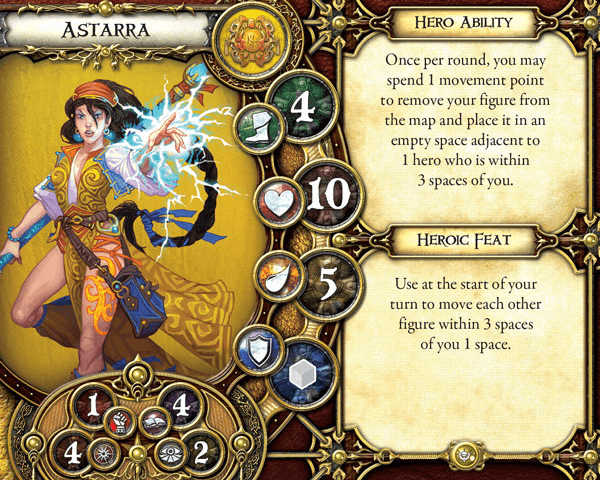 ASTARRA
4
10
5
1
4
4
2
HERO ABILITY
Once per round, you may
spend 1 movement point
to remove your figure from
the map and place it in an
empty space adjacent to
1 hero who is within
3 spaces of you.
HEROIC FEAT
Use at the start of your
turn to move each other
figure within 3 spaces
of you 1 space.